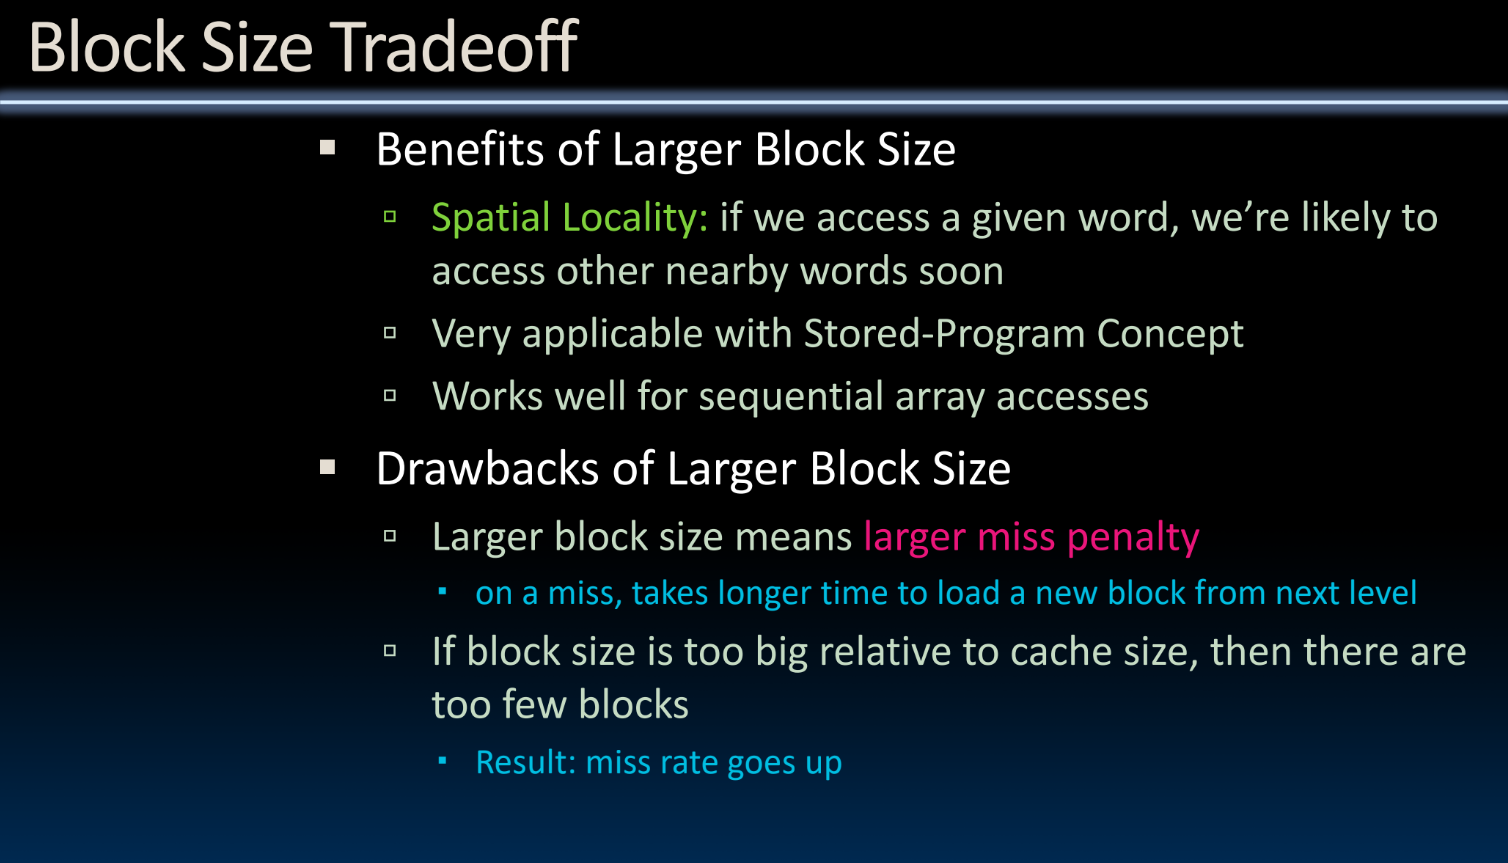 Block Size Tradeoff
Benefits of Larger Block Size
Spatial Locality: if we access a given word, we’re likely to
access other nearby words soon
Very applicable with Stored-Program Concept
Works well for sequential array accesses
Drawbacks of Larger Block Size
Larger block size means larger miss penalty
on a miss, takes longer time to load a new block from next level
If block size is too big relative to cache size, then there are
too few blocks
Result: miss rate goes up